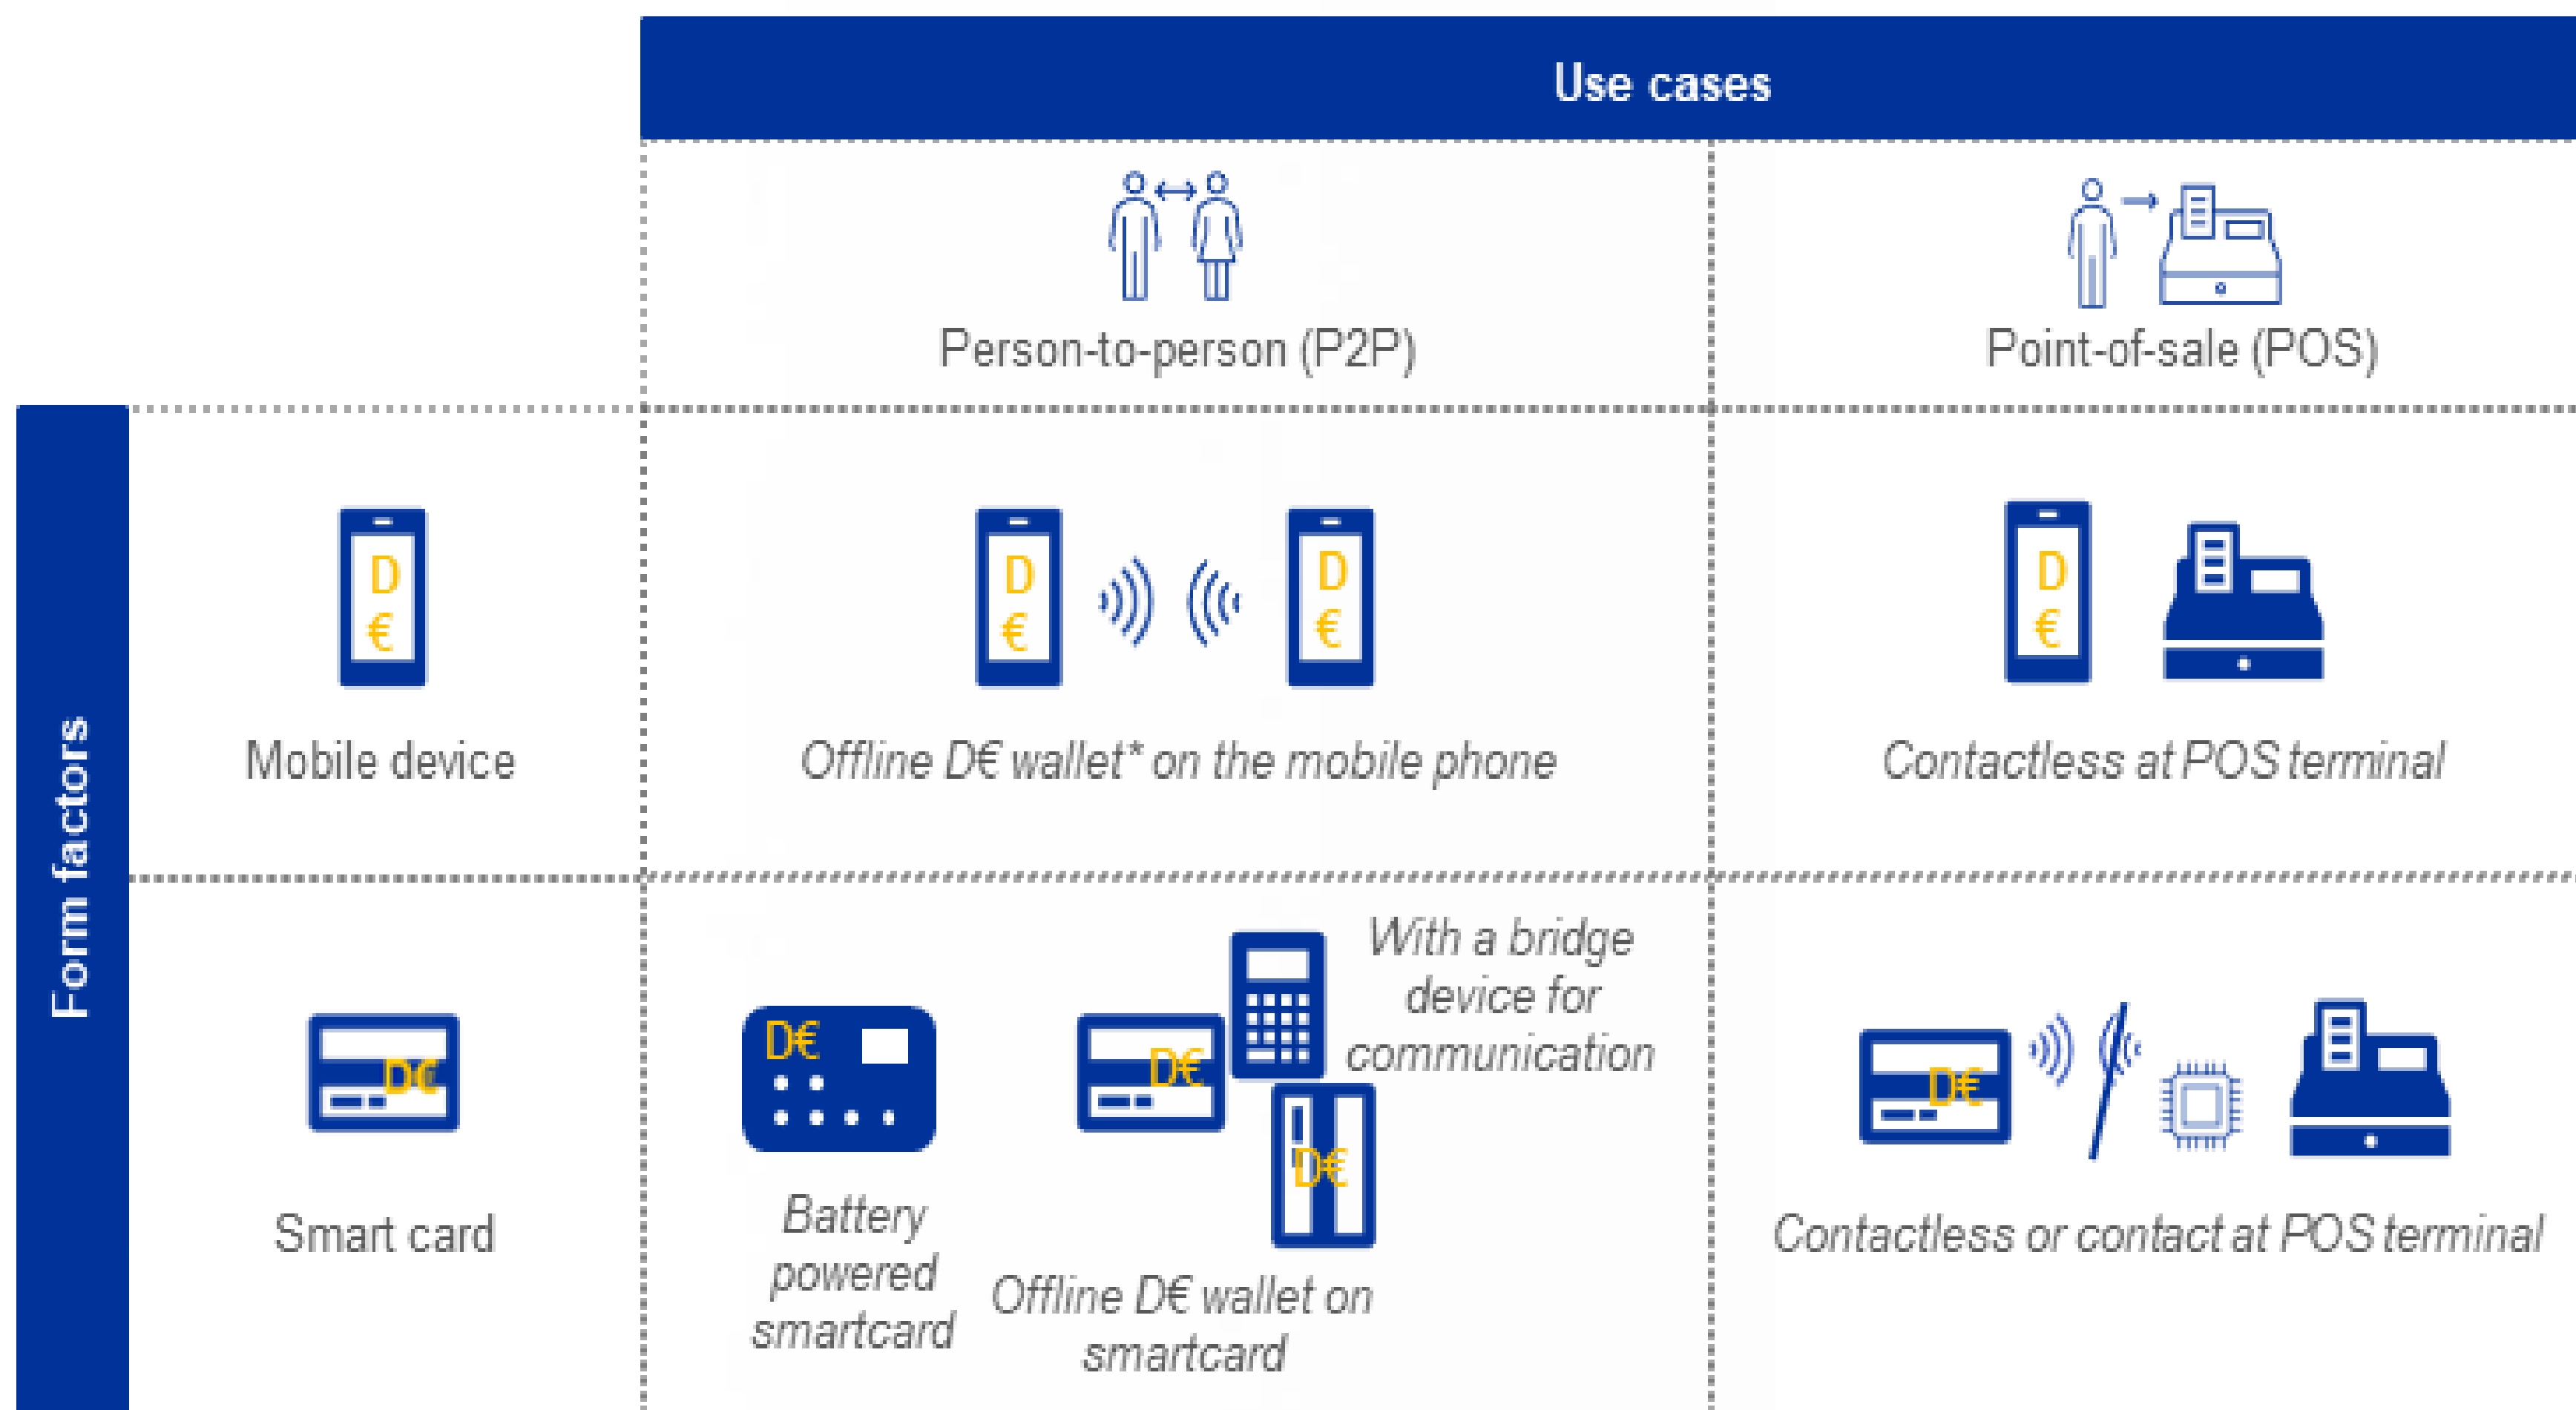 Use cases
Person-to-person (P2P)
Point-of-sale (POS)
Form factors
D
€
Mobile device
D
€
D
€
Offline D€ wallet* on the mobile phone
D
€
Contactless at POS terminal
D€
Smart card
D€
Battery
powered
smartcard
D€
D€
With a bridge
device for
communication
Offline D€ wallet on
smartcard
D€
Contactless or contact at POS terminal